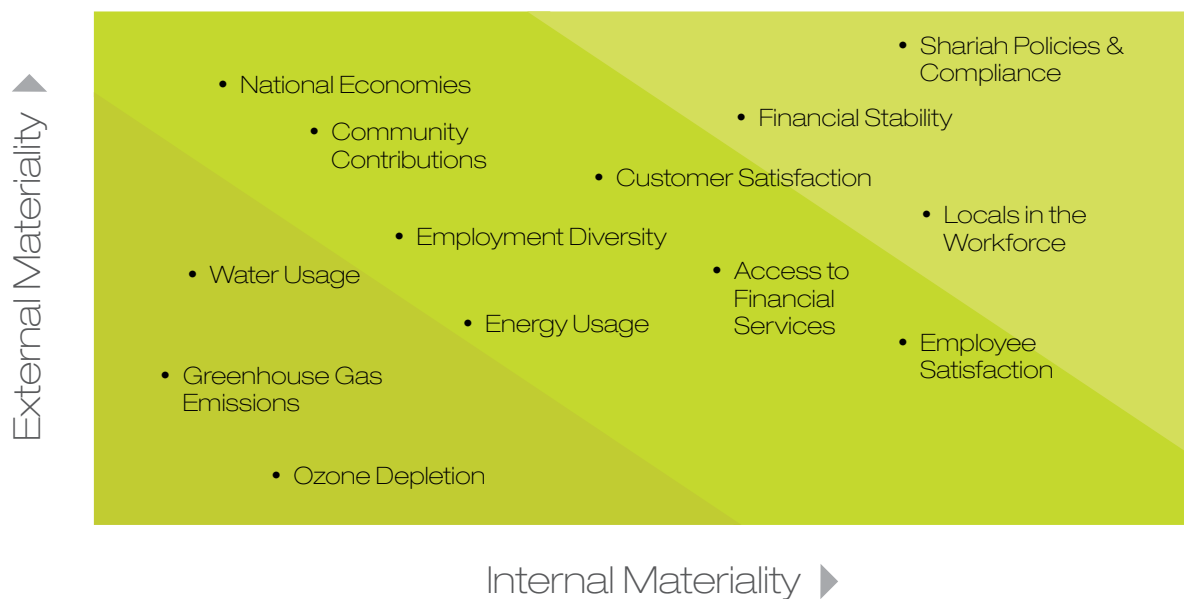 External Materiality
• Shariah Policies &
Compliance
• National Economies
• Financial Stability
• Community
Contributions
• Customer Satisfaction
• Locals in the
Workforce
• Employment Diversity
• Water Usage
• Access to
Financial
Services
• Energy Usage
• Employee
Satisfaction
• Greenhouse Gas
Emissions
• Ozone Depletion
Internal Materiality